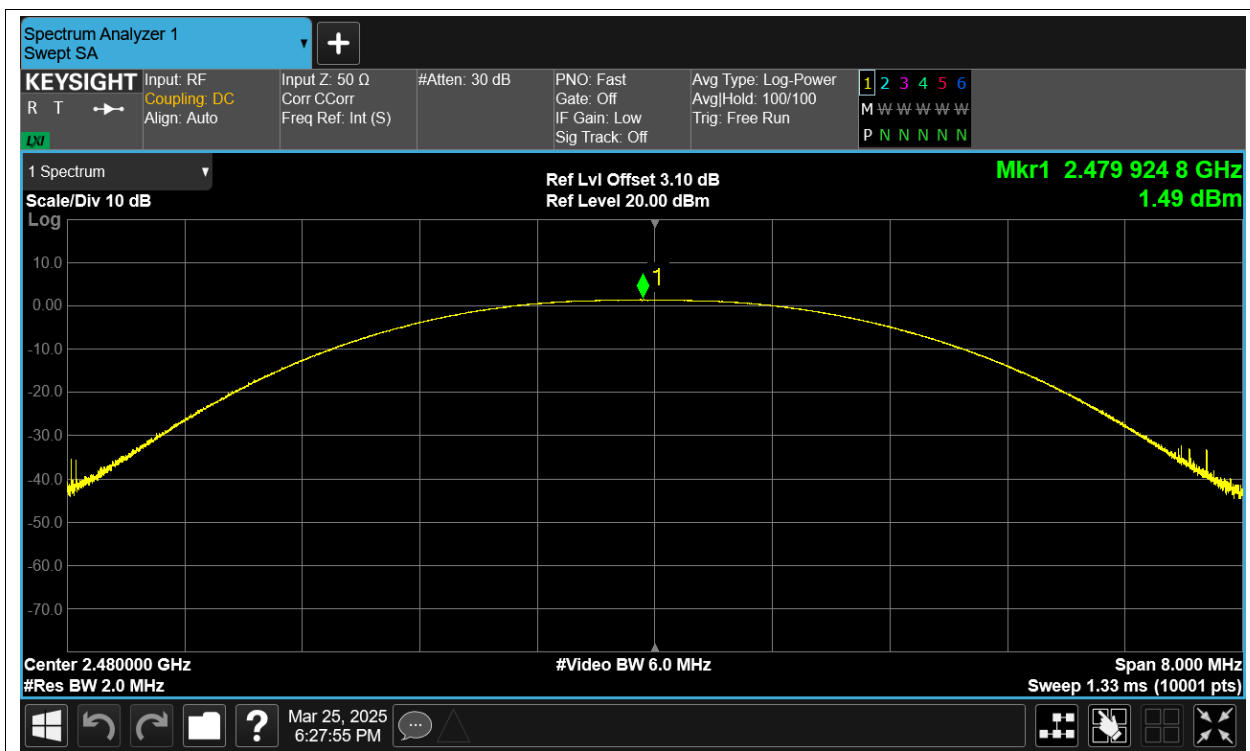 Spectrum Analyzer 1
Swept SA
KEYSIGHT
R T
LXI
Input: RF
Coupling: DC
Align: Auto
Input Z: 50 Ω
Corr CCorr
Freq Ref: Int (S)
#Atten: 30 dB
PNO: Fast
Gate: Off
IF Gain: Low
Sig Track: Off
Avg Type: Log-Power
Avg|Hold: 100/100
Trig: Free Run
1 2 3 4 5 6
M W W W W W W
P N N N N N
1 Spectrum
Scale/Div 10 dB
Log
Ref Lvl Offset 3.10 dB
Ref Level 20.00 dBm
Mkr1 2.479 924 8 GHz
1.49 dBm
1
10.0
0.00
-10.0
-20.0
-30.0
-40.0
-50.0
-60.0
-70.0
Center 2.480000 GHz
#Res BW 2.0 MHz
#Video BW 6.0 MHz
Span 8.000 MHz
Sweep 1.33 ms (10001 pts)
?
Mar 25, 2025
6:27:55 PM